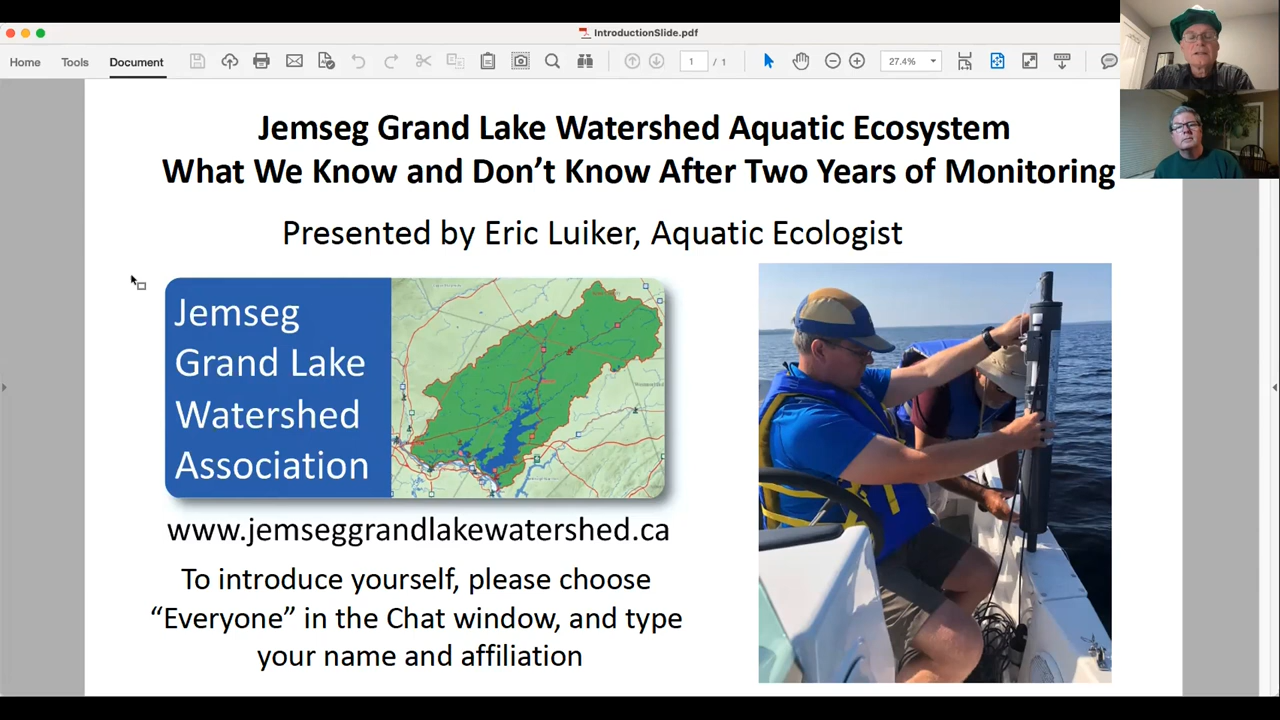 IntroductionSlide.pdf
Home Tools Document
1 / 1
27.4%
Jemseg Grand Lake Watershed Aquatic Ecosystem
What We Know and Don’t Know After Two Years of Monitoring
Presented by Eric Luiker, Aquatic Ecologist
Jemseg
Grand Lake
Watershed
Association
www.jemseggrandlakewatershed.ca
To introduce yourself, please choose
“Everyone” in the Chat window, and type
your name and affiliation